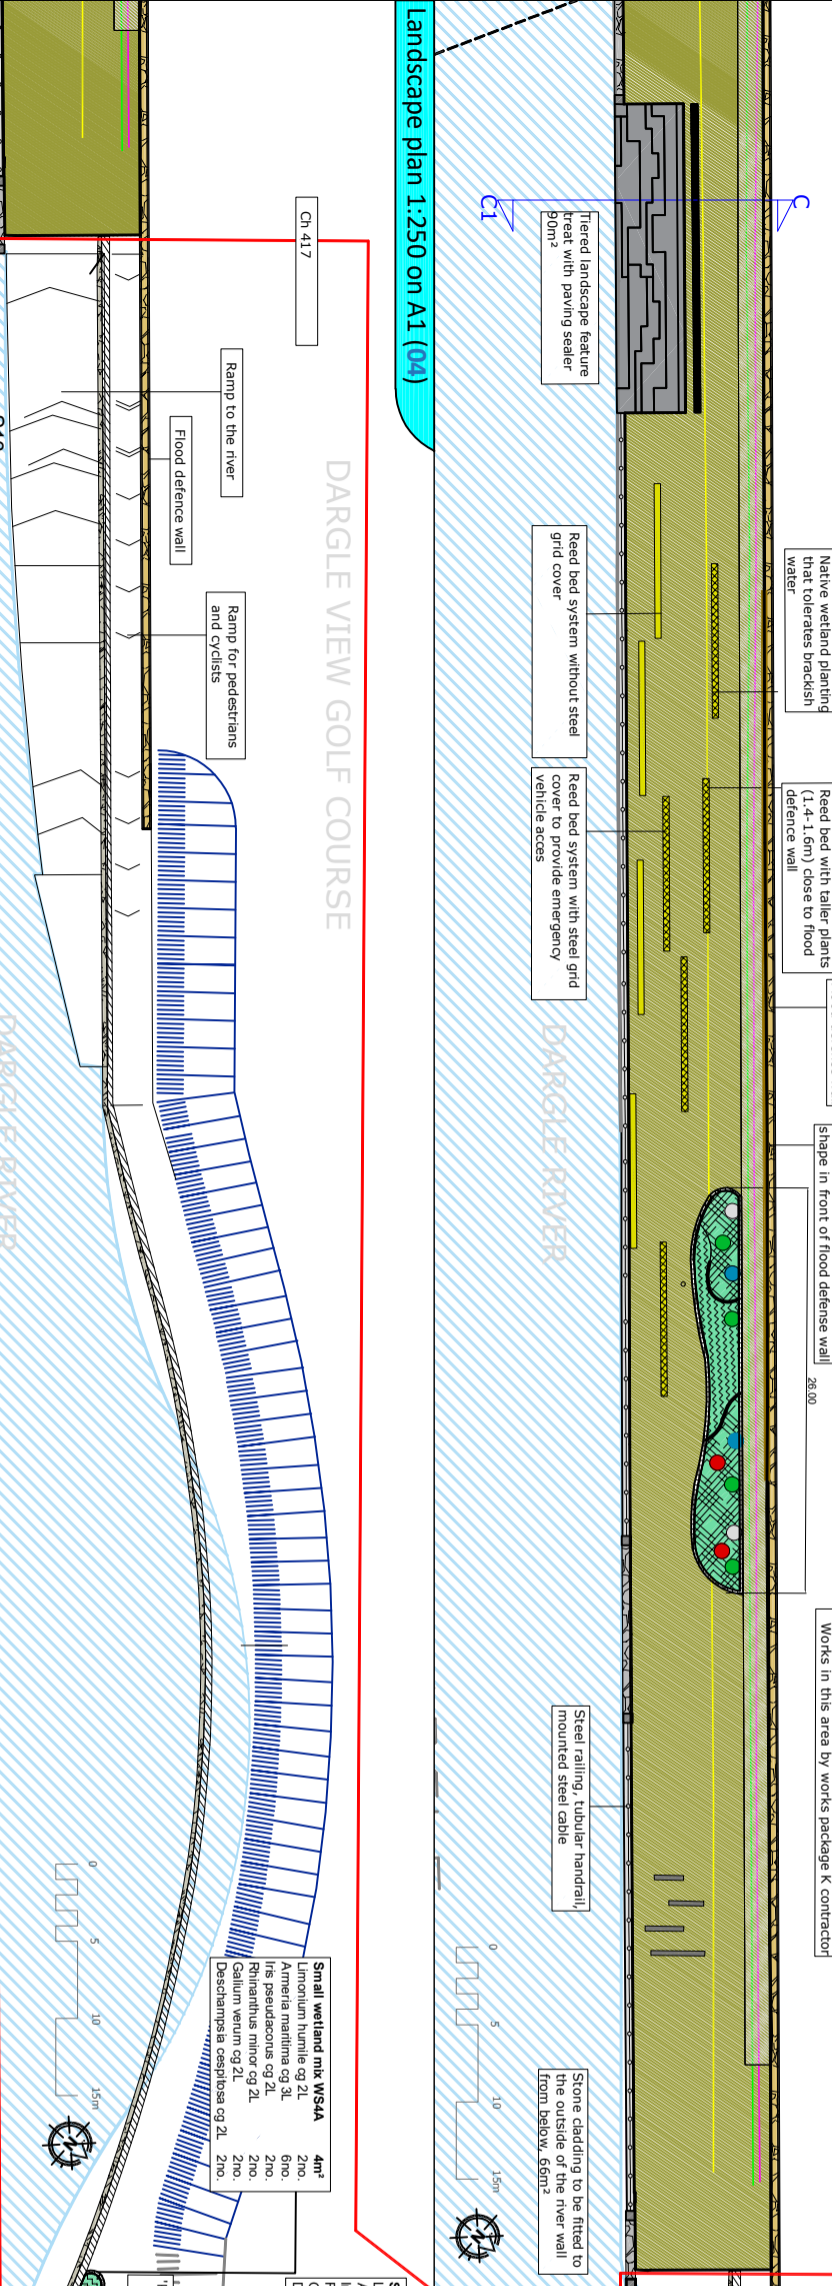 Native wetland planting
that tolerates brackish
water
Reed bed with taller plants
(1.4-1.6m) close to flood
defence wall
shape in front of flood defense wall
26.00
Works in this area by works package K contractor
C
C1
Tiered landscape feature
treat with paving sealer
90m²
Reed bed system without steel
grid cover
Reed bed system with steel grid
cover to provide emergency
vehicle acces
DARGLE RIVER
Steel railing, tubular handrail,
mounted steel cable
Stone cladding to be fitted to
the outside of the river wall
from below, 66m²
0
5
10
15m
N
Landscape plan 1:250 on A1 (04)
Ch 417
DARGLE VIEW GOLF COURSE
Ramp to the river
Flood defence wall
Ramp for pedestrians
and cyclists
Small wetland mix WS4A 4m²
Limonium humile cg 2L 2no.
Armeria maritima cg 3L 6no.
Iris pseudacorus cg 2L 2no.
Rhinanthus minor cg 2L 2no.
Galium verum cg 2L 2no.
Deschampsia cespitosa cg 2L 2no.
0
5
10
15m
N
DARGLE RIVER